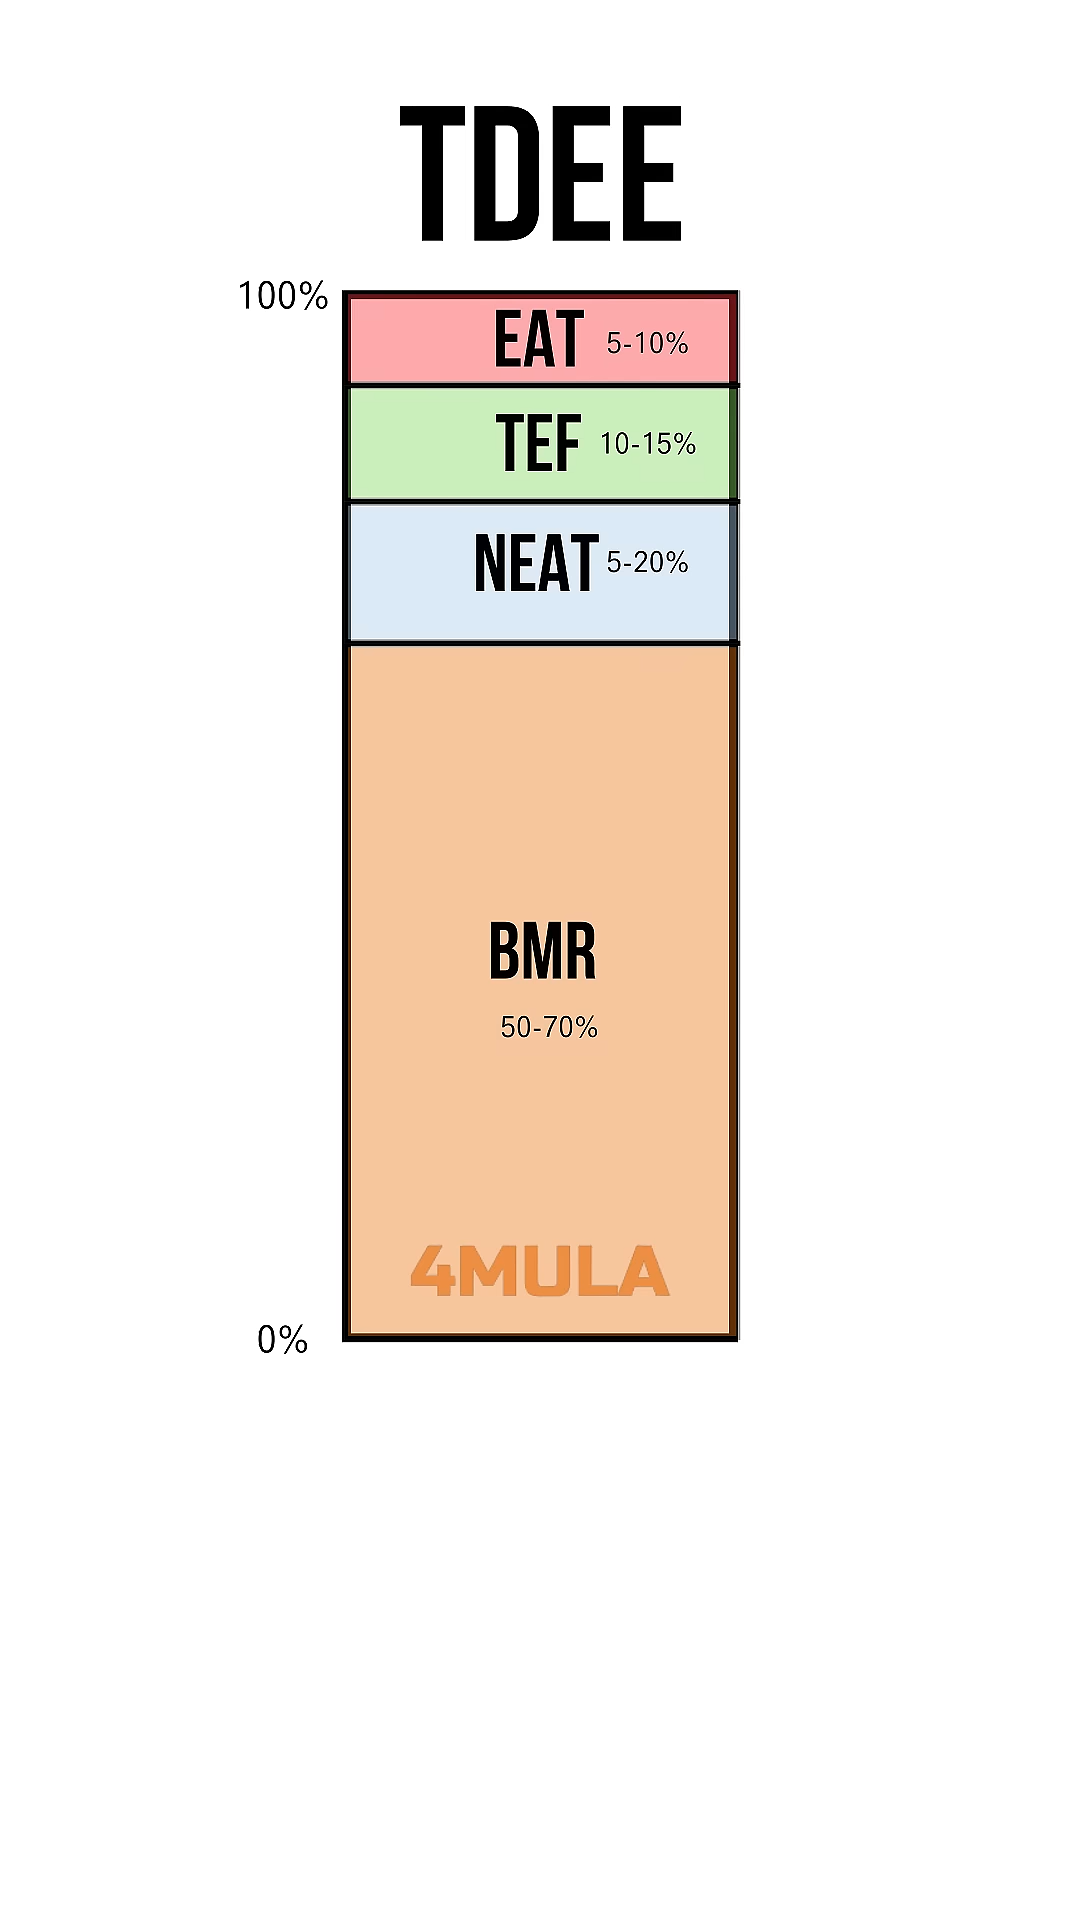 TDEE
100%
EAT 5-10%
TEF 10-15%
NEAT 5-20%
BMR
50-70%
4MULA
0%